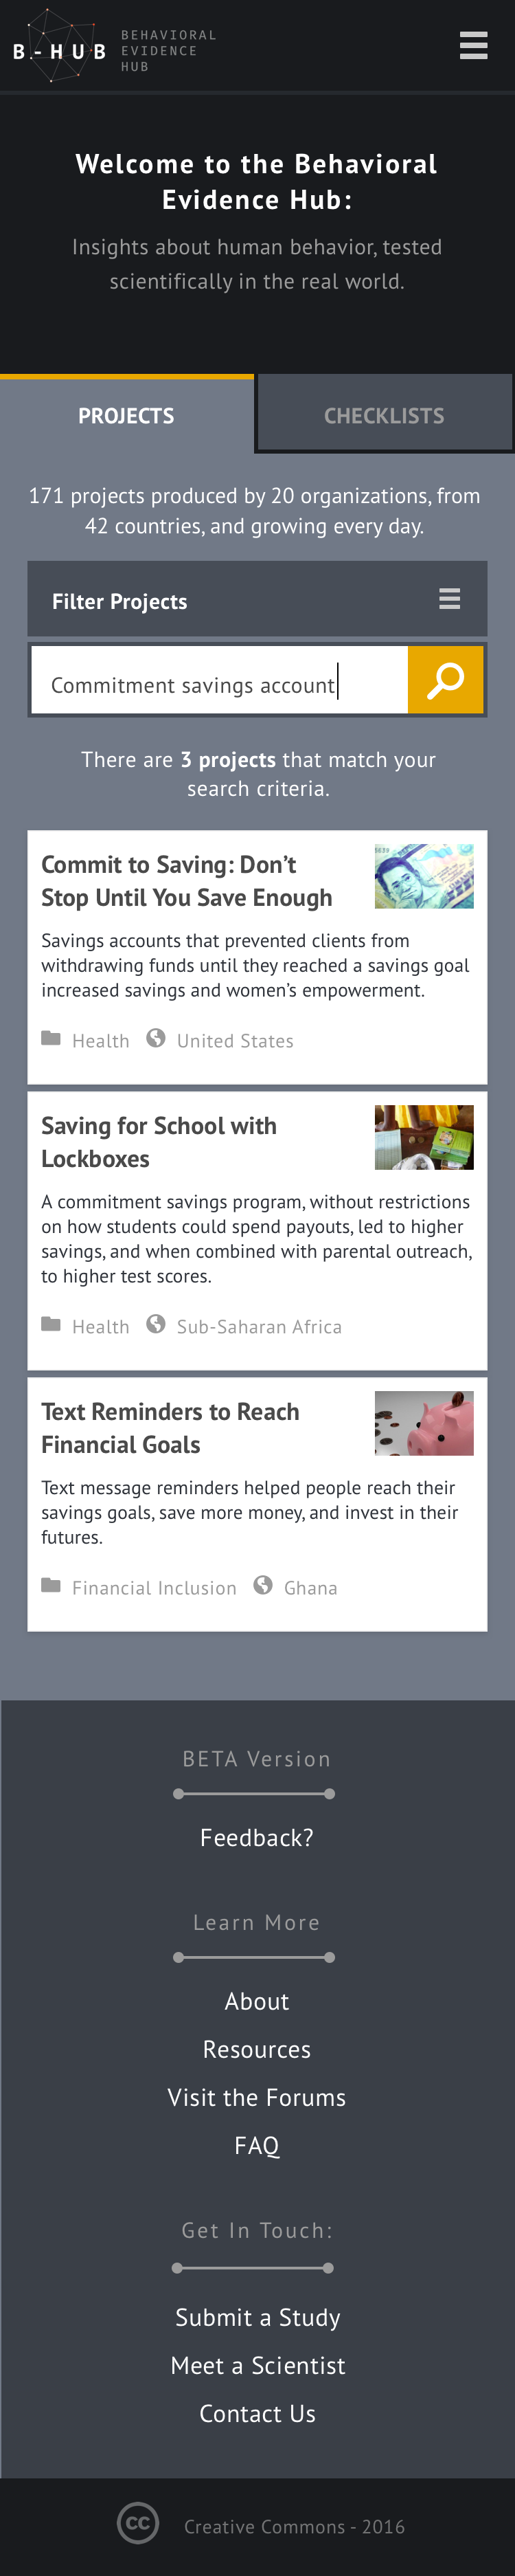 B-HUB
BEHAVIORAL
EVIDENCE
HUB
Welcome to the Behavioral
Evidence Hub:
Insights about human behavior, tested
scientifically in the real world.
PROJECTS
CHECKLISTS
171 projects produced by 20 organizations, from
42 countries, and growing every day.
Filter Projects
Commitment savings account
There are 3 projects that match your
search criteria.
Commit to Saving: Don’t
Stop Until You Save Enough
Savings accounts that prevented clients from
withdrawing funds until they reached a savings goal
increased savings and women’s empowerment.
Health United States
Saving for School with
Lockboxes
A commitment savings program, without restrictions
on how students could spend payouts, led to higher
savings, and when combined with parental outreach,
to higher test scores.
Health Sub-Saharan Africa
Text Reminders to Reach
Financial Goals
Text message reminders helped people reach their
savings goals, save more money, and invest in their
futures.
Financial Inclusion Ghana
BETA Version
Feedback?
Learn More
About
Resources
Visit the Forums
FAQ
Get In Touch:
Submit a Study
Meet a Scientist
Contact Us
cc Creative Commons - 2016